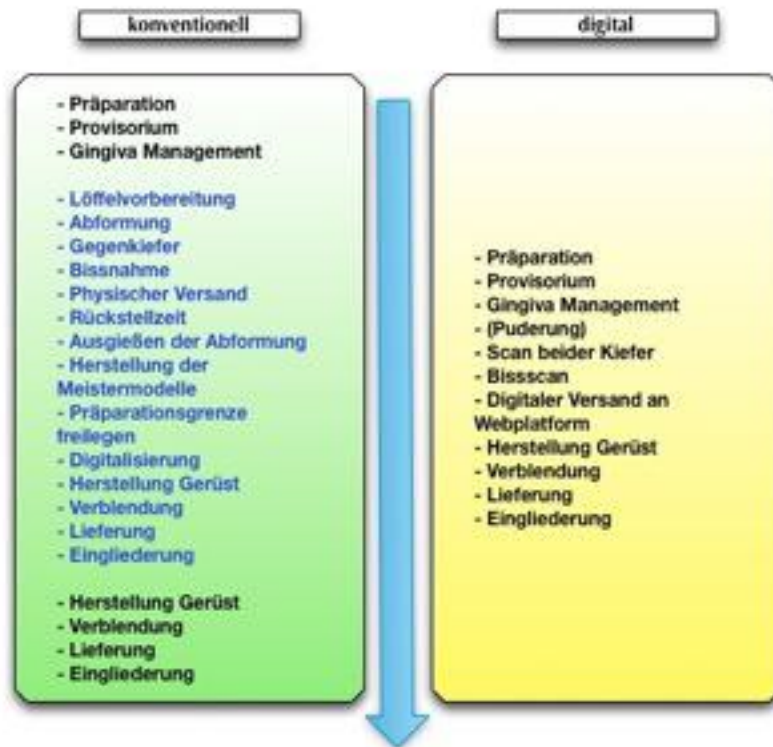 konventionell
- Präparation
- Provisorium
- Gingiva Management
- Löffelvorbereitung
- Abformung
- Gegenkiefer
- Bissnahme
- Physischer Versand
- Rückstellzeit
- Ausgießen der Abformung
- Herstellung der
Meistermodelle
- Präparationsgrenze
freilegen
- Digitalisierung
- Herstellung Gerüst
- Verblendung
- Lieferung
- Eingliederung
- Herstellung Gerüst
- Verblendung
- Lieferung
- Eingliederung
digital
- Präparation
- Provisorium
- Gingiva Management
- (Puderung)
- Scan beider Kiefer
- Bissscan
- Digitaler Versand an
Webplatform
- Herstellung Gerüst
- Verblendung
- Lieferung
- Eingliederung